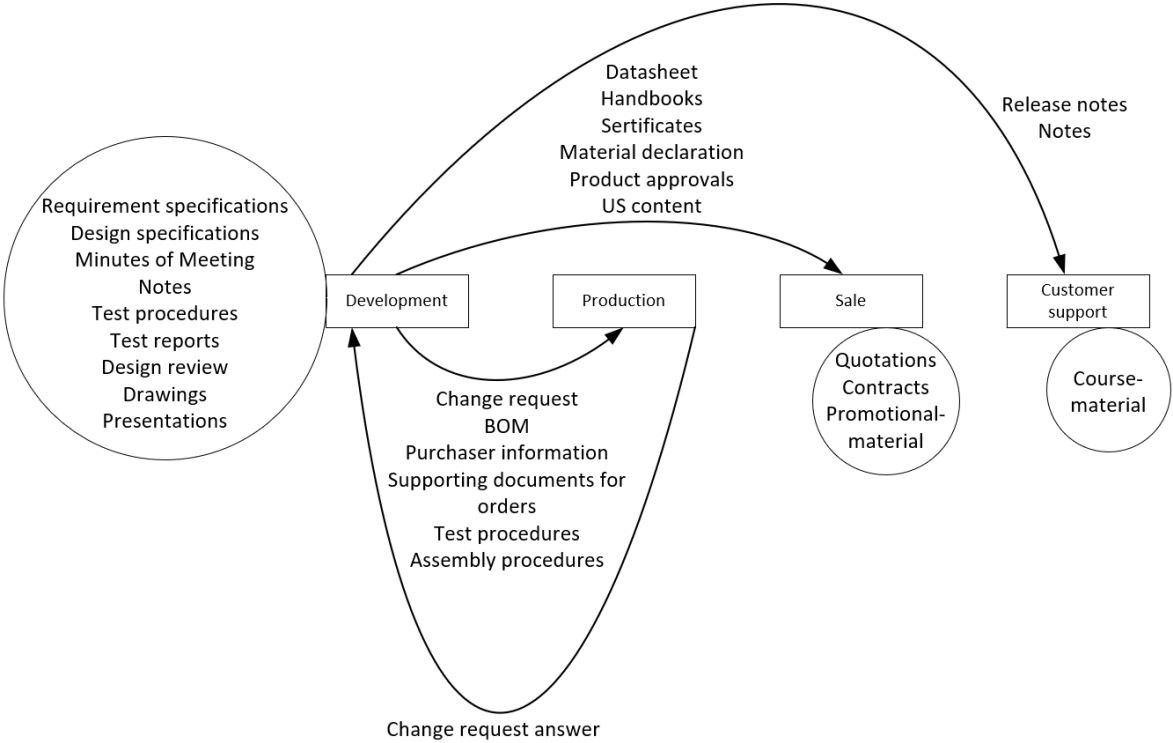 Datasheet
Handbooks
Sertificates
Material declaration
Product approvals
US content
Release notes
Notes
Requirement specifications
Design specifications
Minutes of Meeting
Notes
Test procedures
Test reports
Design review
Drawings
Presentations
Development
Production
Sale
Customer
support
Quotations
Contracts
Promotional-
material
Course-
material
Change request
BOM
Purchaser information
Supporting documents for
orders
Test procedures
Assembly procedures
Change request answer